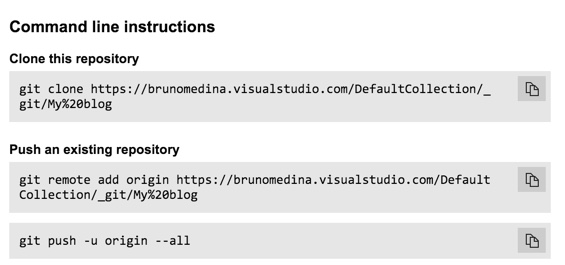 Command line instructions
Clone this repository
git clone https://brunomedina.visualstudio.com/DefaultCollection/_
git/My%20blog
Push an existing repository
git remote add origin https://brunomedina.visualstudio.com/Default
Collection/_git/My%20blog
git push -u origin --all